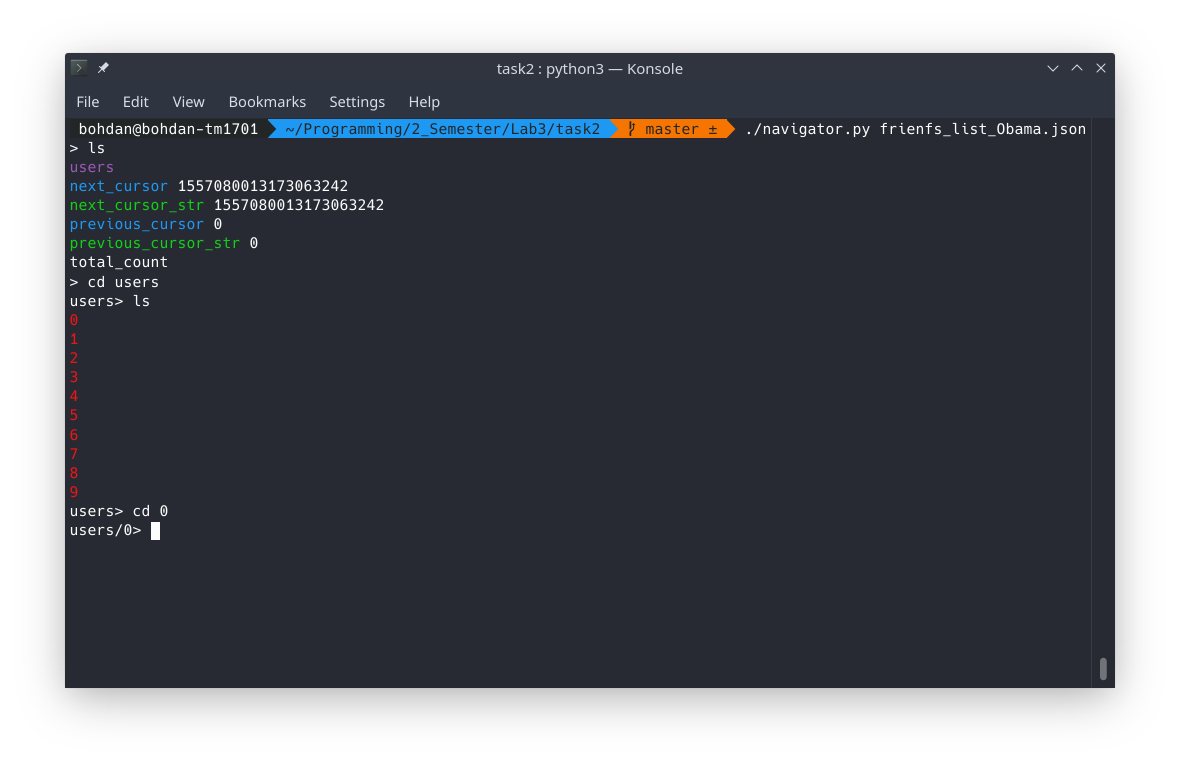 task2 : python3 — Konsole
File Edit View Bookmarks Settings Help
bohdan@bohdan-tm1701 ~/Programming/2_Semester/Lab3/task2 master ± ./navigator.py frienfs_list_Obama.json
> ls
users
next_cursor 1557080013173063242
next_cursor_str 1557080013173063242
previous_cursor 0
previous_cursor_str 0
total_count
> cd users
users> ls
0
1
2
3
4
5
6
7
8
9
users> cd 0
users/0>